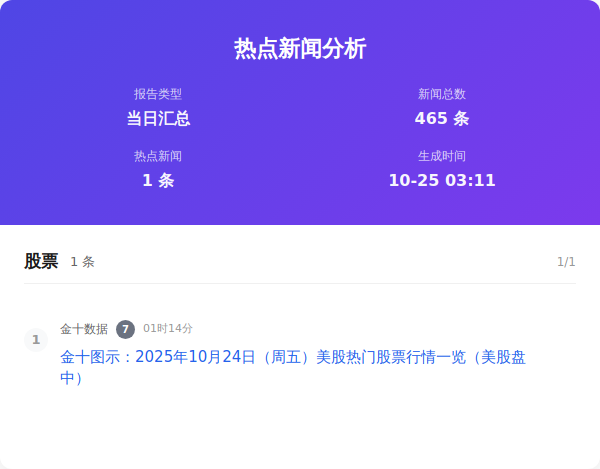 热点新闻分析
报告类型
新闻总数
当日汇总
465 条
热点新闻
生成时间
1 条
10-25 03:11
股票 1 条 1/1
金十数据 7 01时14分
1
金十图示：2025年10月24日（周五）美股热门股票行情一览（美股盘
中）